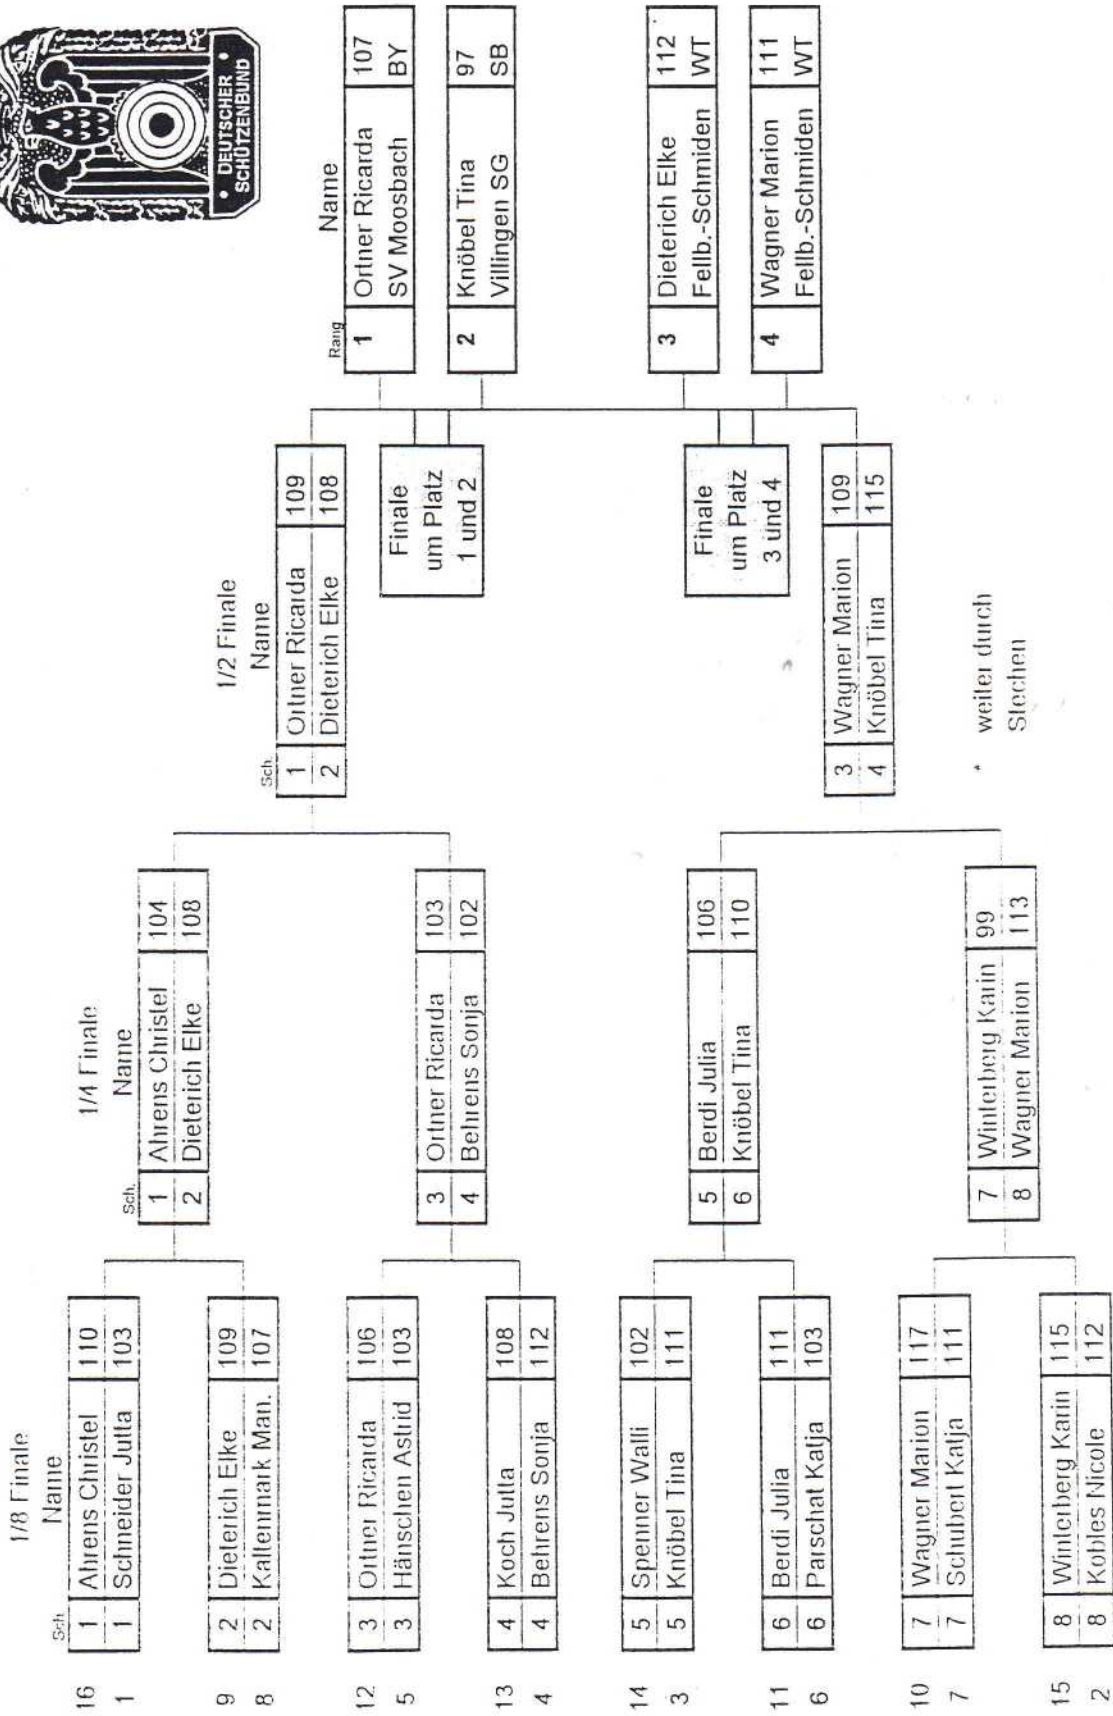 DEUTSCHER
SCHÜTZENBUND
1/8 Finale
Sch. Name
16 1 Ahrens Christel 110
1 1 Schneider Jutta 103
9 2 Dieterich Elke 109
8 2 Kaltenmark Man. 107
12 3 Ortner Ricarda 106
5 3 Hänschen Astrid 103
13 4 Koch Jutta 108
4 4 Behrens Sonja 112
14 5 Spenner Walli 102
3 5 Knöbel Tina 111
11 6 Berdi Julia 111
6 6 Parschat Katja 103
10 7 Wagner Marion 117
7 7 Schubert Katja 111
15 8 Winterberg Karin 115
2 8 Kobles Nicole 112
1/4 Finale
Sch. Name
1 Ahrens Christel 104
2 Dieterich Elke 108
3 Ortner Ricarda 103
4 Behrens Sonja 102
5 Berdi Julia 106
6 Knöbel Tina 110
7 Winterberg Karin 99
8 Wagner Marion 113
1/2 Finale
Sch. Name
1 Ortner Ricarda 109
2 Dieterich Elke 108
3 Wagner Marion 109
4 Knöbel Tina 115
* weiter durch
Stechen
Finale
um Platz
1 und 2
Finale
um Platz
3 und 4
Rang Name
1 Ortner Ricarda 107
SV Moosbach BY
2 Knöbel Tina 97
Villingen SG SB
3 Dieterich Elke 112
Fellb.-Schmiden WT
4 Wagner Marion 111
Fellb.-Schmiden WT